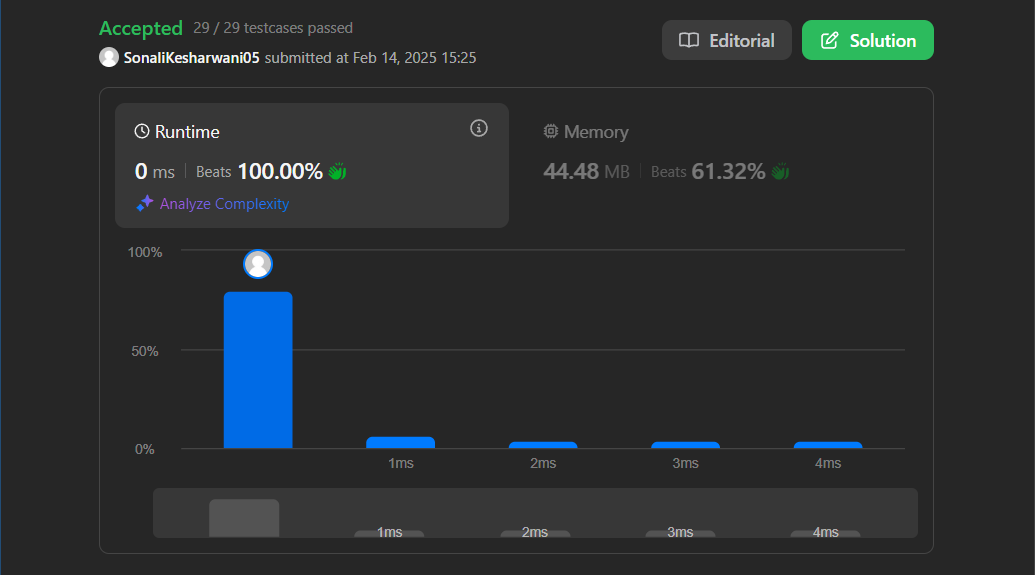 Accepted 29 / 29 testcases passed
SonaliKesharwani05 submitted at Feb 14, 2025 15:25
Editorial
Solution
Runtime
0 ms Beats 100.00%
Analyze Complexity
Memory
44.48 MB Beats 61.32%
100%
50%
0%
1ms 2ms 3ms 4ms
1ms 2ms 3ms 4ms